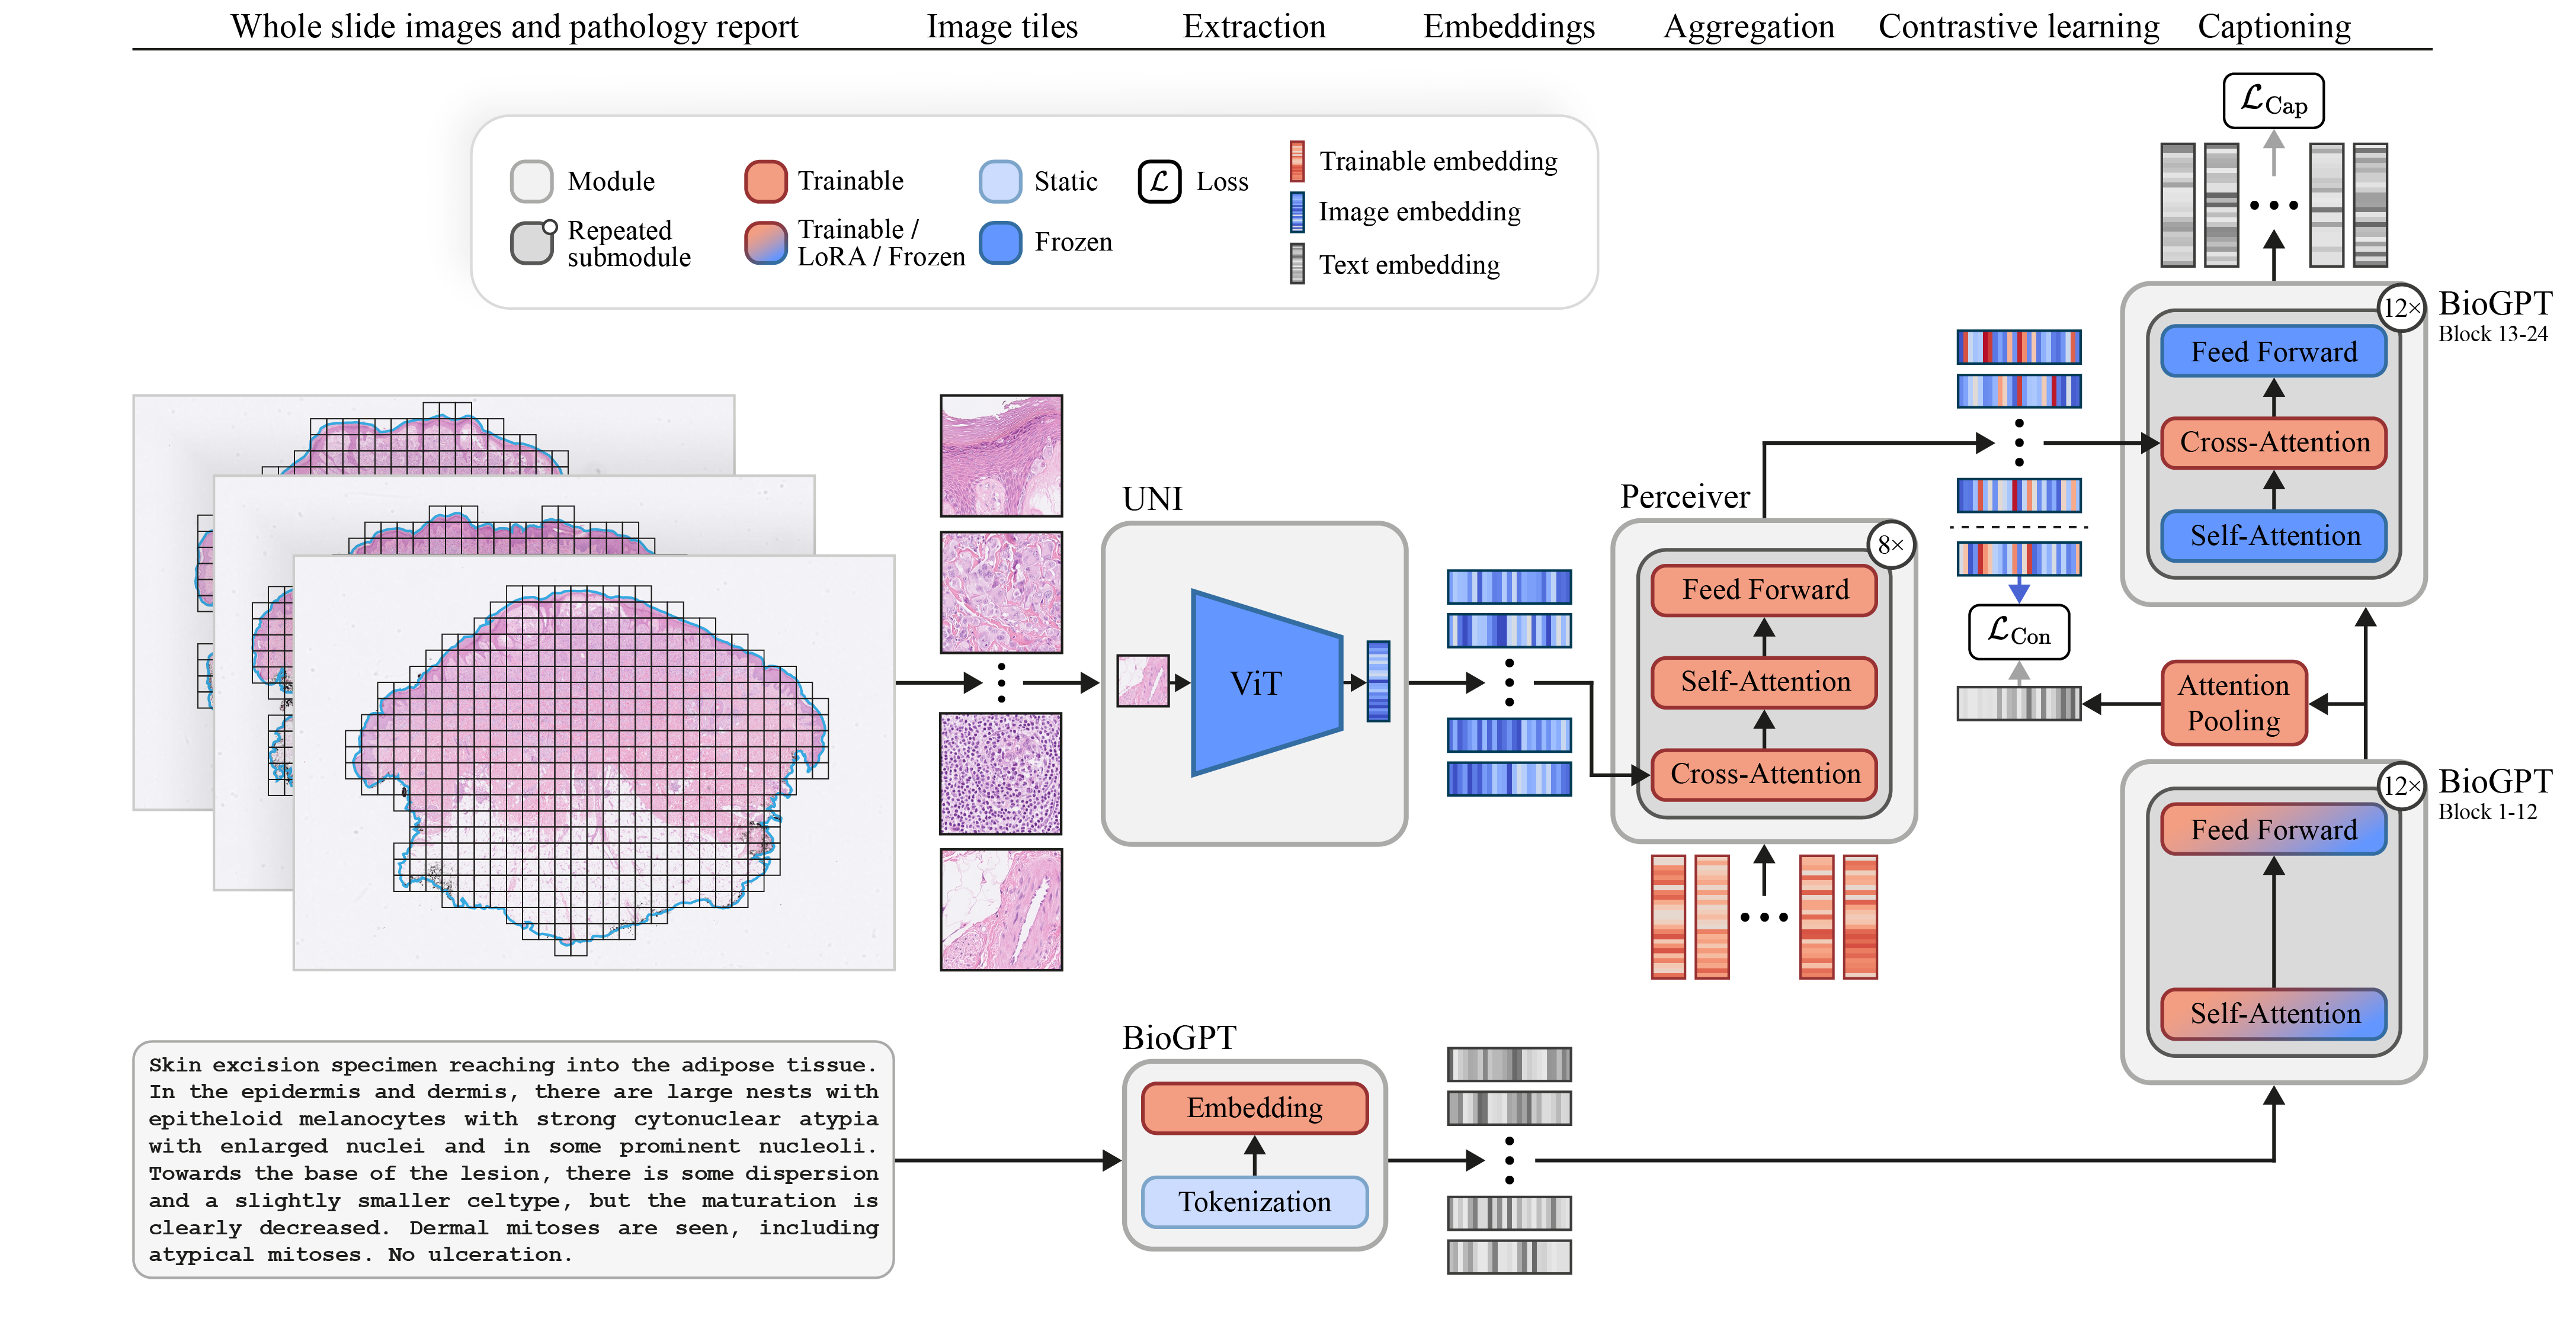 Whole slide images and pathology report
Image tiles
Extraction
Embeddings
Aggregation
Contrastive learning
Captioning
Module
Repeated
submodule
Trainable
Trainable /
LoRA / Frozen
Static
Frozen
ℒ
Loss
Trainable embedding
Image embedding
Text embedding
ℒCap
BioGPT
Block 13-24
12×
Feed Forward
Cross-Attention
Self-Attention
UNI
ViT
Perceiver
8×
Feed Forward
Self-Attention
Cross-Attention
ℒCon
Attention
Pooling
BioGPT
Block 1-12
12×
Feed Forward
Self-Attention
Skin excision specimen reaching into the adipose tissue.
In the epidermis and dermis, there are large nests with
epitheloid melanocytes with strong cytonuclear atypia
with enlarged nuclei and in some prominent nucleoli.
Towards the base of the lesion, there is some dispersion
and a slightly smaller celtype, but the maturation is
clearly decreased. Dermal mitoses are seen, including
atypical mitoses. No ulceration.
BioGPT
Embedding
Tokenization